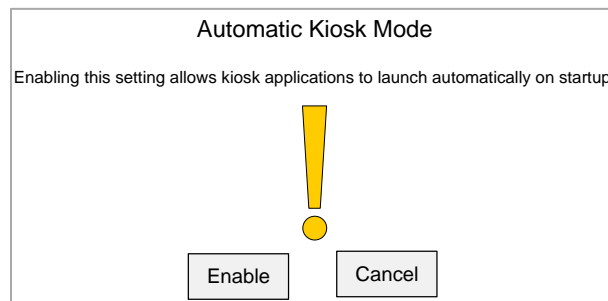 Automatic Kiosk Mode
Enabling this setting allows kiosk applications to launch automatically on startup
Enable
Cancel